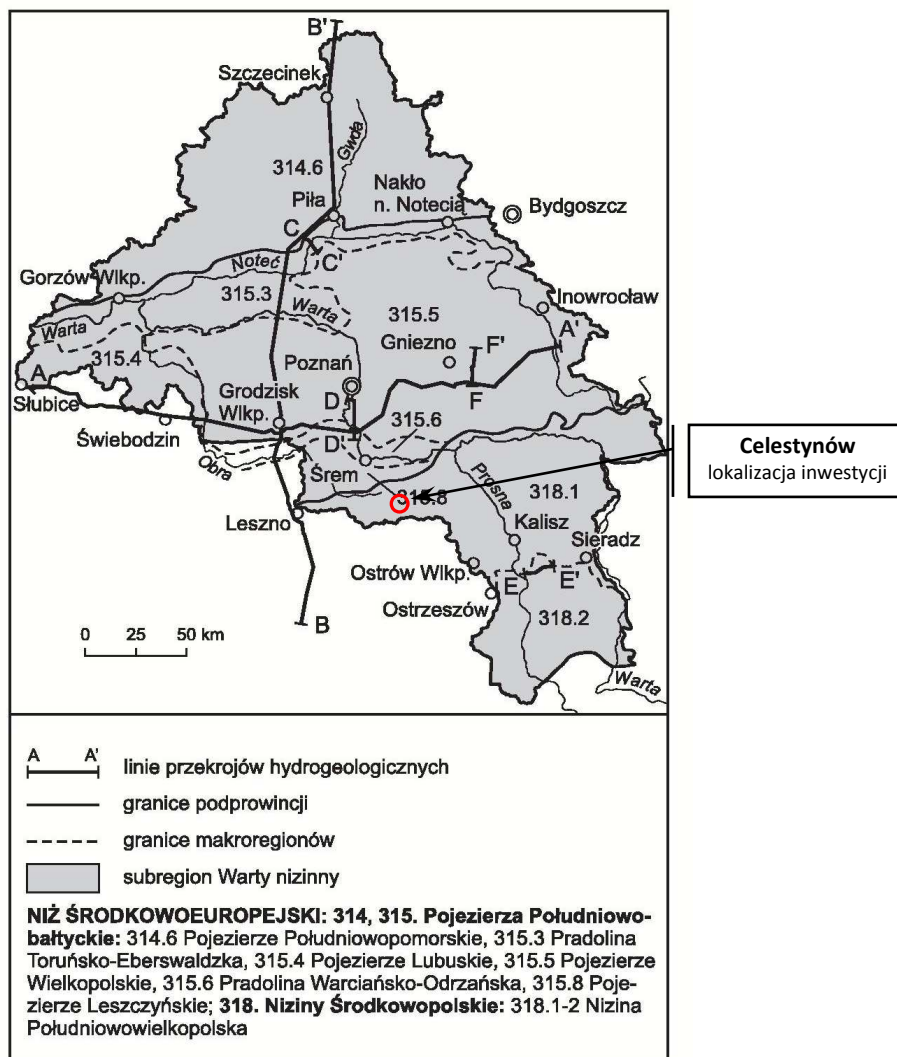 B'
Szczecinek
Gwda
314.6
Nakło
n. Notecią
Piła
Bydgoszcz
C
C'
Noteć
Gorzów Wlkp.
315.3
Inowrocław
Warta
315.5
Warta
A'
F'
315.4
Poznań
Gniezno
A
Grodzisk
Wlkp.
D
F
Słubice
315.6
D'
Świebodzin
Obra
Celestynów
lokalizacja inwestycji
Śrem
Prosna
318.1
315.8
Leszno
Kalisz
Sieradz
Ostrów Wlkp.
E
E'
Ostrzeszów
318.2
B
0 25 50 km
Warta
A A'
linie przekrojów hydrogeologicznych
granice podprowincji
granice makroregionów
subregion Warty nizinny
NIŻ ŚRODKOWOEUROPEJSKI: 314, 315. Pojezierza Południowo-
bałtyckie: 314.6 Pojezierze Południowopomorskie, 315.3 Pradolina
Toruńsko-Eberswaldzka, 315.4 Pojezierze Lubuskie, 315.5 Pojezierze
Wielkopolskie, 315.6 Pradolina Warciańsko-Odrzańska, 315.8 Poje-
zierze Leszczyńskie; 318. Niziny Środkowopolskie: 318.1-2 Nizina
Południowowielkopolska